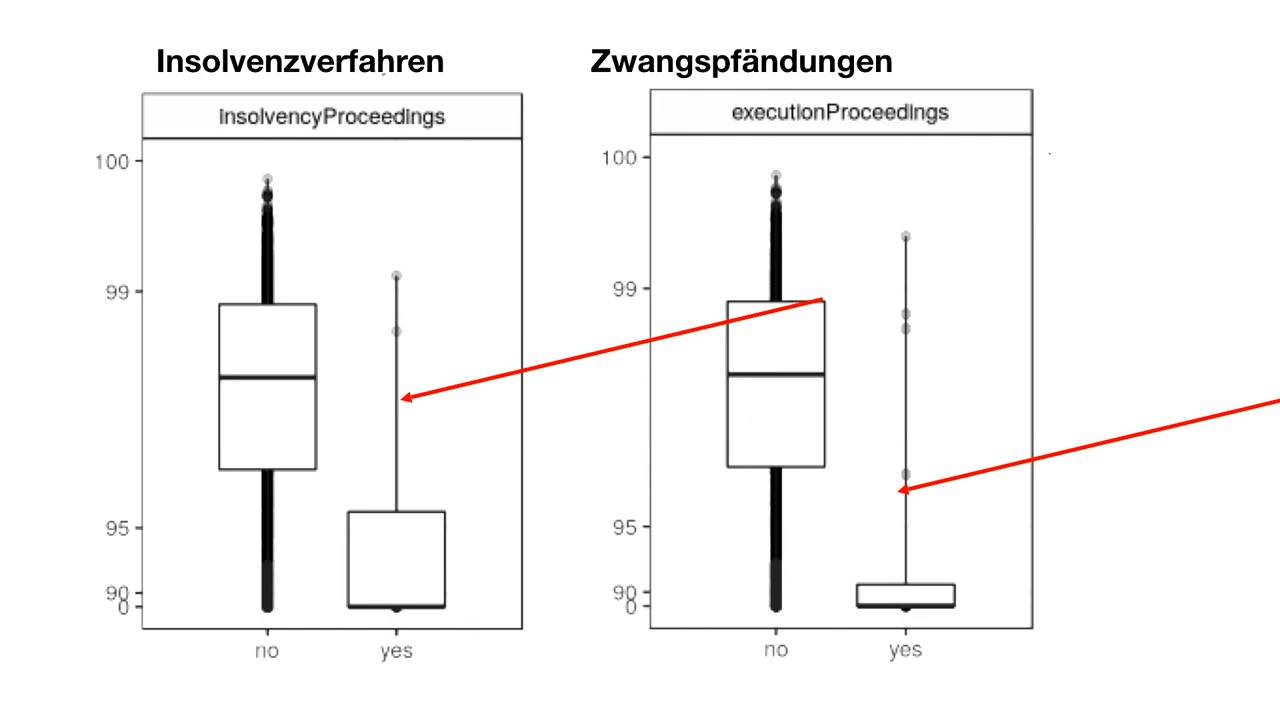 Insolvenzverfahren
insolvencyProceedings
100
99
95
90
0
no yes
Zwangspfändungen
executionProceedings
100
99
95
90
0
no yes